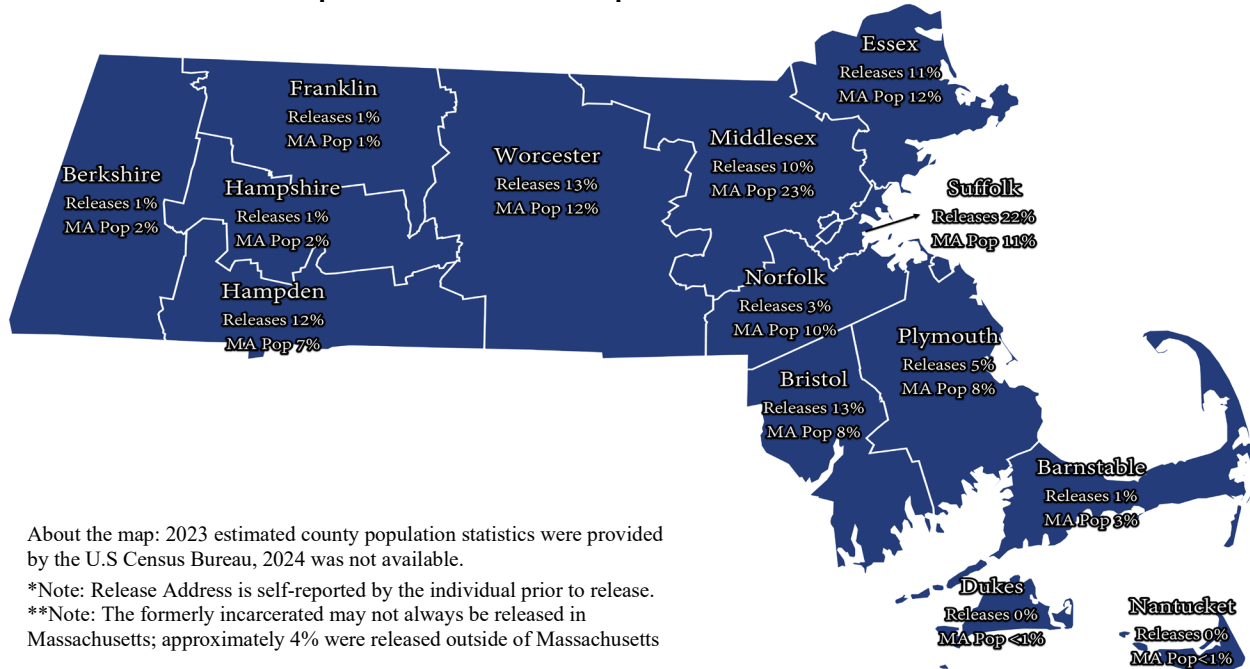 Essex
Releases 11%
MA Pop 12%
Franklin
Releases 1%
MA Pop 1%
Middlesex
Releases 10%
MA Pop 23%
Worcester
Releases 13%
MA Pop 12%
Berkshire
Releases 1%
MA Pop 2%
Hampshire
Releases 1%
MA Pop 2%
Suffolk
Releases 22%
MA Pop 11%
Norfolk
Releases 3%
MA Pop 10%
Hampden
Releases 12%
MA Pop 7%
Plymouth
Releases 5%
MA Pop 8%
Bristol
Releases 13%
MA Pop 8%
Barnstable
Releases 1%
MA Pop 3%
About the map: 2023 estimated county population statistics were provided
by the U.S Census Bureau, 2024 was not available.
*Note: Release Address is self-reported by the individual prior to release.
**Note: The formerly incarcerated may not always be released in
Massachusetts; approximately 4% were released outside of Massachusetts
Dukes
Releases 0%
MA Pop <1%
Nantucket
Releases 0%
MA Pop<1%